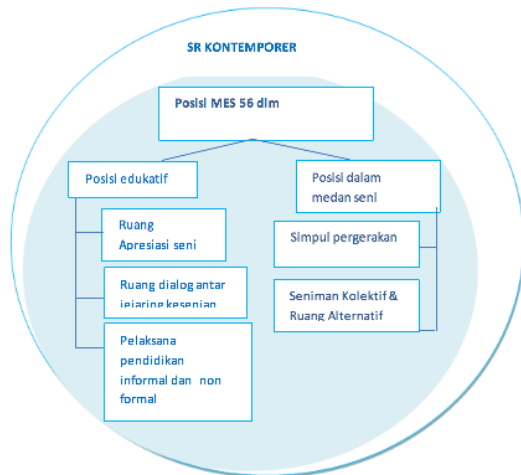 SR KONTEMPORER
Posisi MES 56 dlm
Posisi edukatif
Ruang
Apresiasi seni
Ruang dialog antar
jejaring kesenian
Pelaksana
pendidikan
informal dan non
formal
Posisi dalam
medan seni
Simpul pergerakan
Seniman Kolektif &
Ruang Alternatif